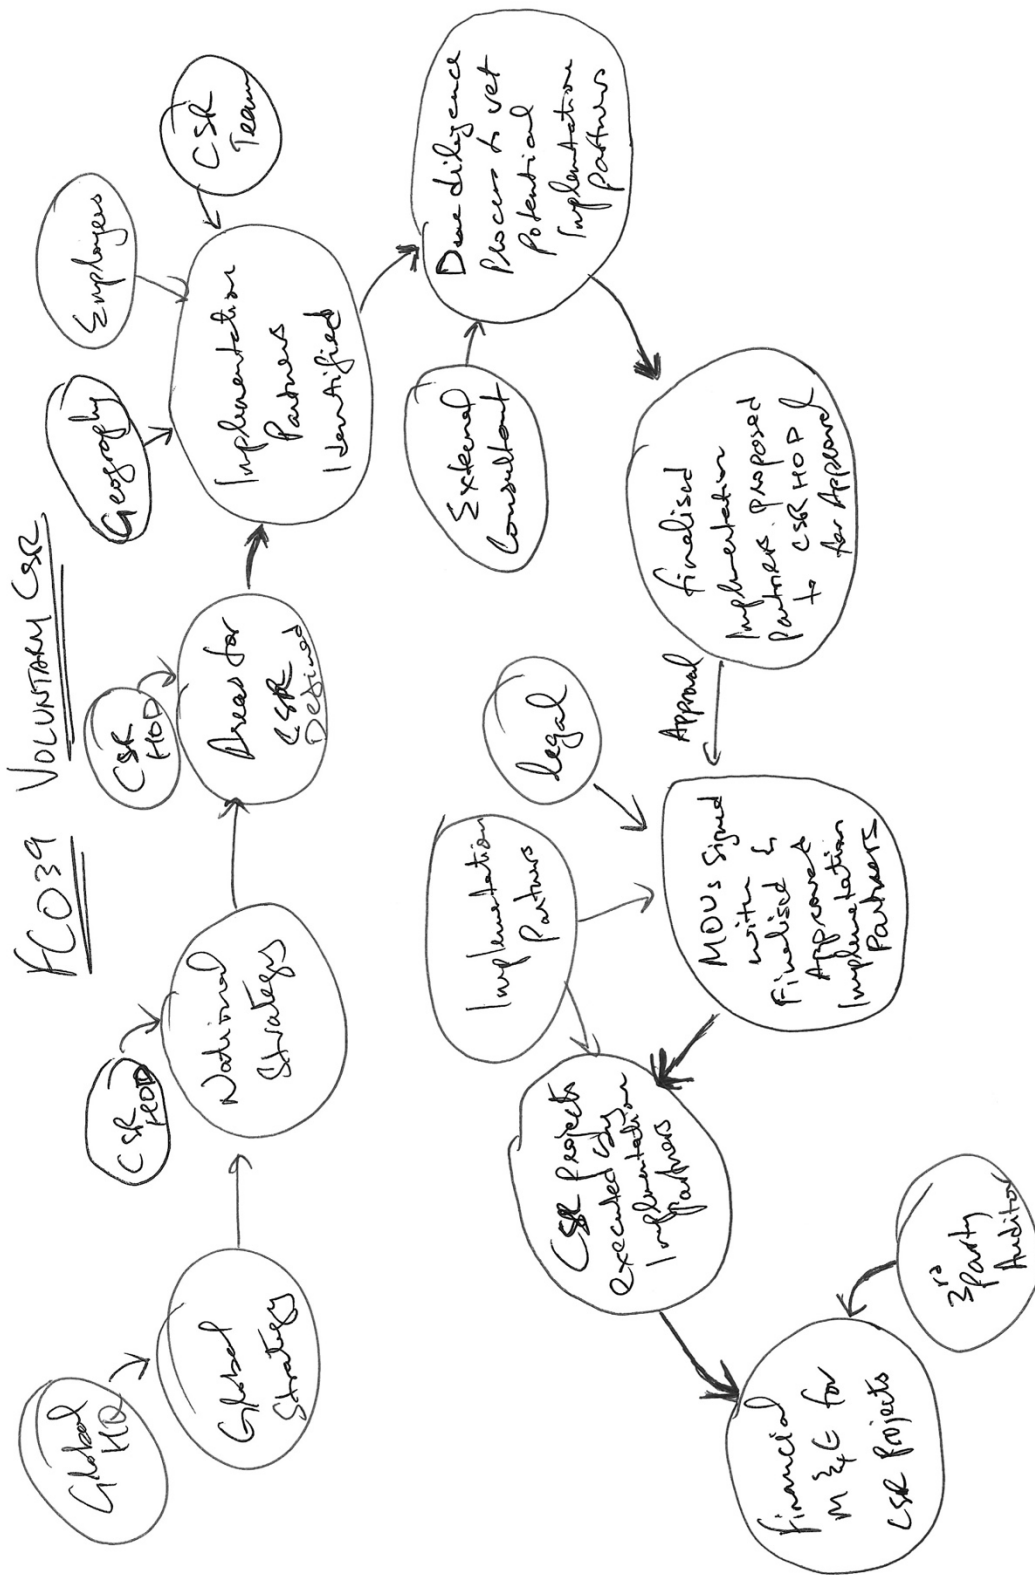 FC039 VOLUNTARY CSR
Global
HQ
Global
Strategy
CSR
HOD
National
Strategy
CSR
HOD
Areas for
CSR
Defined
Geography
Employees
CSR
Team
Implementation
Partners
Identified
External
Consultant
Due diligence
Process to vet
Potential
Implementation
Partners
Finalised
Implementation
Partners proposed
to CSR HOD
for Approval
Approval
Legal
Implementation
Partners
MOUs Signed
with
Finalised &
Approved
Implementation
Partners
CSR Projects
executed by
Implementation
Partners
Financial
M & E for
CSR Projects
3rd
Party
Auditor